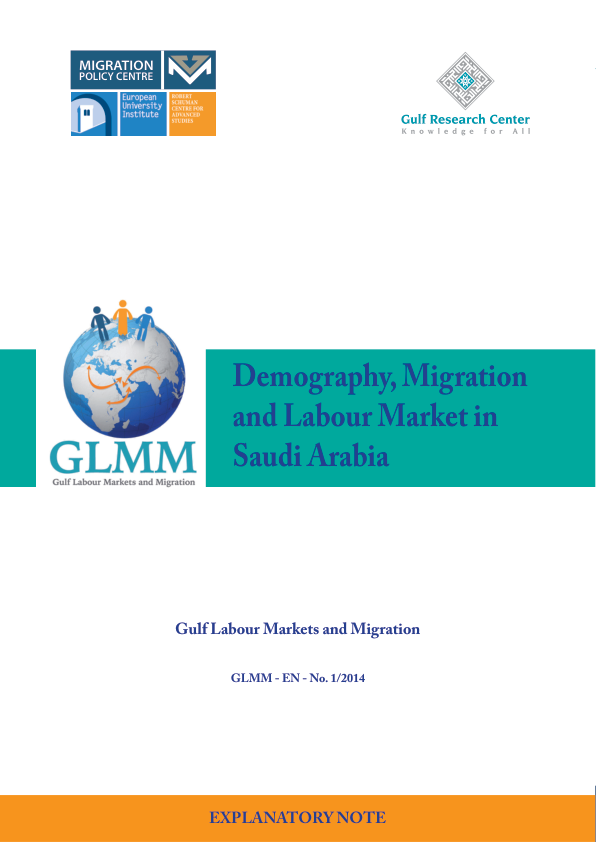 MIGRATION
POLICY CENTRE
European
University
Institute
ROBERT
SCHUMAN
CENTRE FOR
ADVANCED
STUDIES
Gulf Research Center
Knowledge for All
Demography, Migration
and Labour Market in
Saudi Arabia
GLMM
Gulf Labour Markets and Migration
Gulf Labour Markets and Migration
GLMM - EN - No. 1/2014
EXPLANATORY NOTE